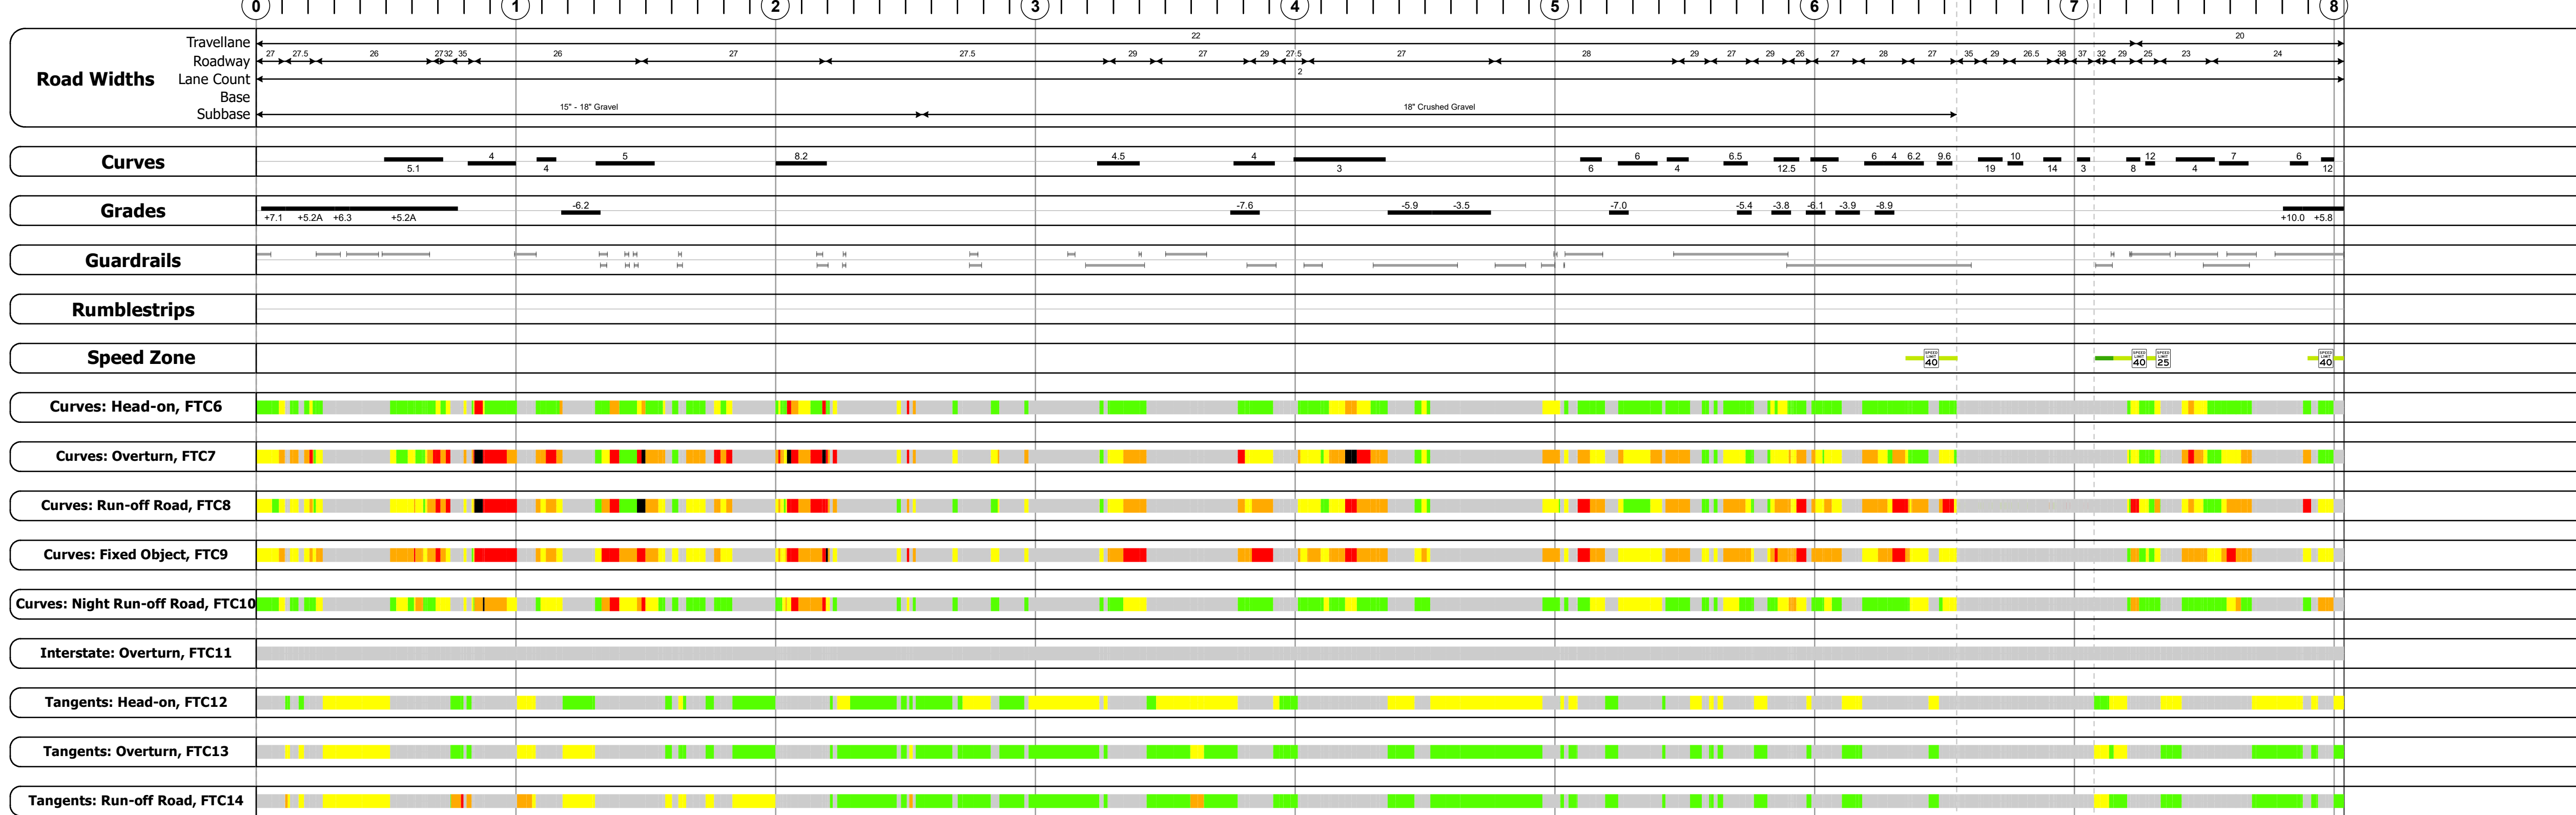 0 1 2 3 4 5 6 7 8
Travellane 22 20
27 27.5 26 27 32 35 26 27 27.5 29 27 29 27.5 27 28 29 27 29 26 27 28 27 35 29 26.5 38 37 32 29 25 23 24
Roadway
Road Widths Lane Count 2
Base
Subbase 15" - 18" Gravel 18" Crushed Gravel
4 5 8.2 4.5 4 6 6.5 6 4 6.2 9.6 10 12 7 6
Curves
5.1 4 3 6 4 12.5 5 19 14 3 8 4 12
-6.2 -7.6 -5.9 -3.5 -7.0 -5.4 -3.8 -6.1 -3.9 -8.9
Grades
+7.1 +5.2A +6.3 +5.2A +10.0 +5.8
Guardrails
Rumblestrips
Speed Zone SPEED LIMIT 40 SPEED LIMIT 40 SPEED LIMIT 25 SPEED LIMIT 40
Curves: Head-on, FTC6
Curves: Overturn, FTC7
Curves: Run-off Road, FTC8
Curves: Fixed Object, FTC9
Curves: Night Run-off Road, FTC10
Interstate: Overturn, FTC11
Tangents: Head-on, FTC12
Tangents: Overturn, FTC13
Tangents: Run-off Road, FTC14